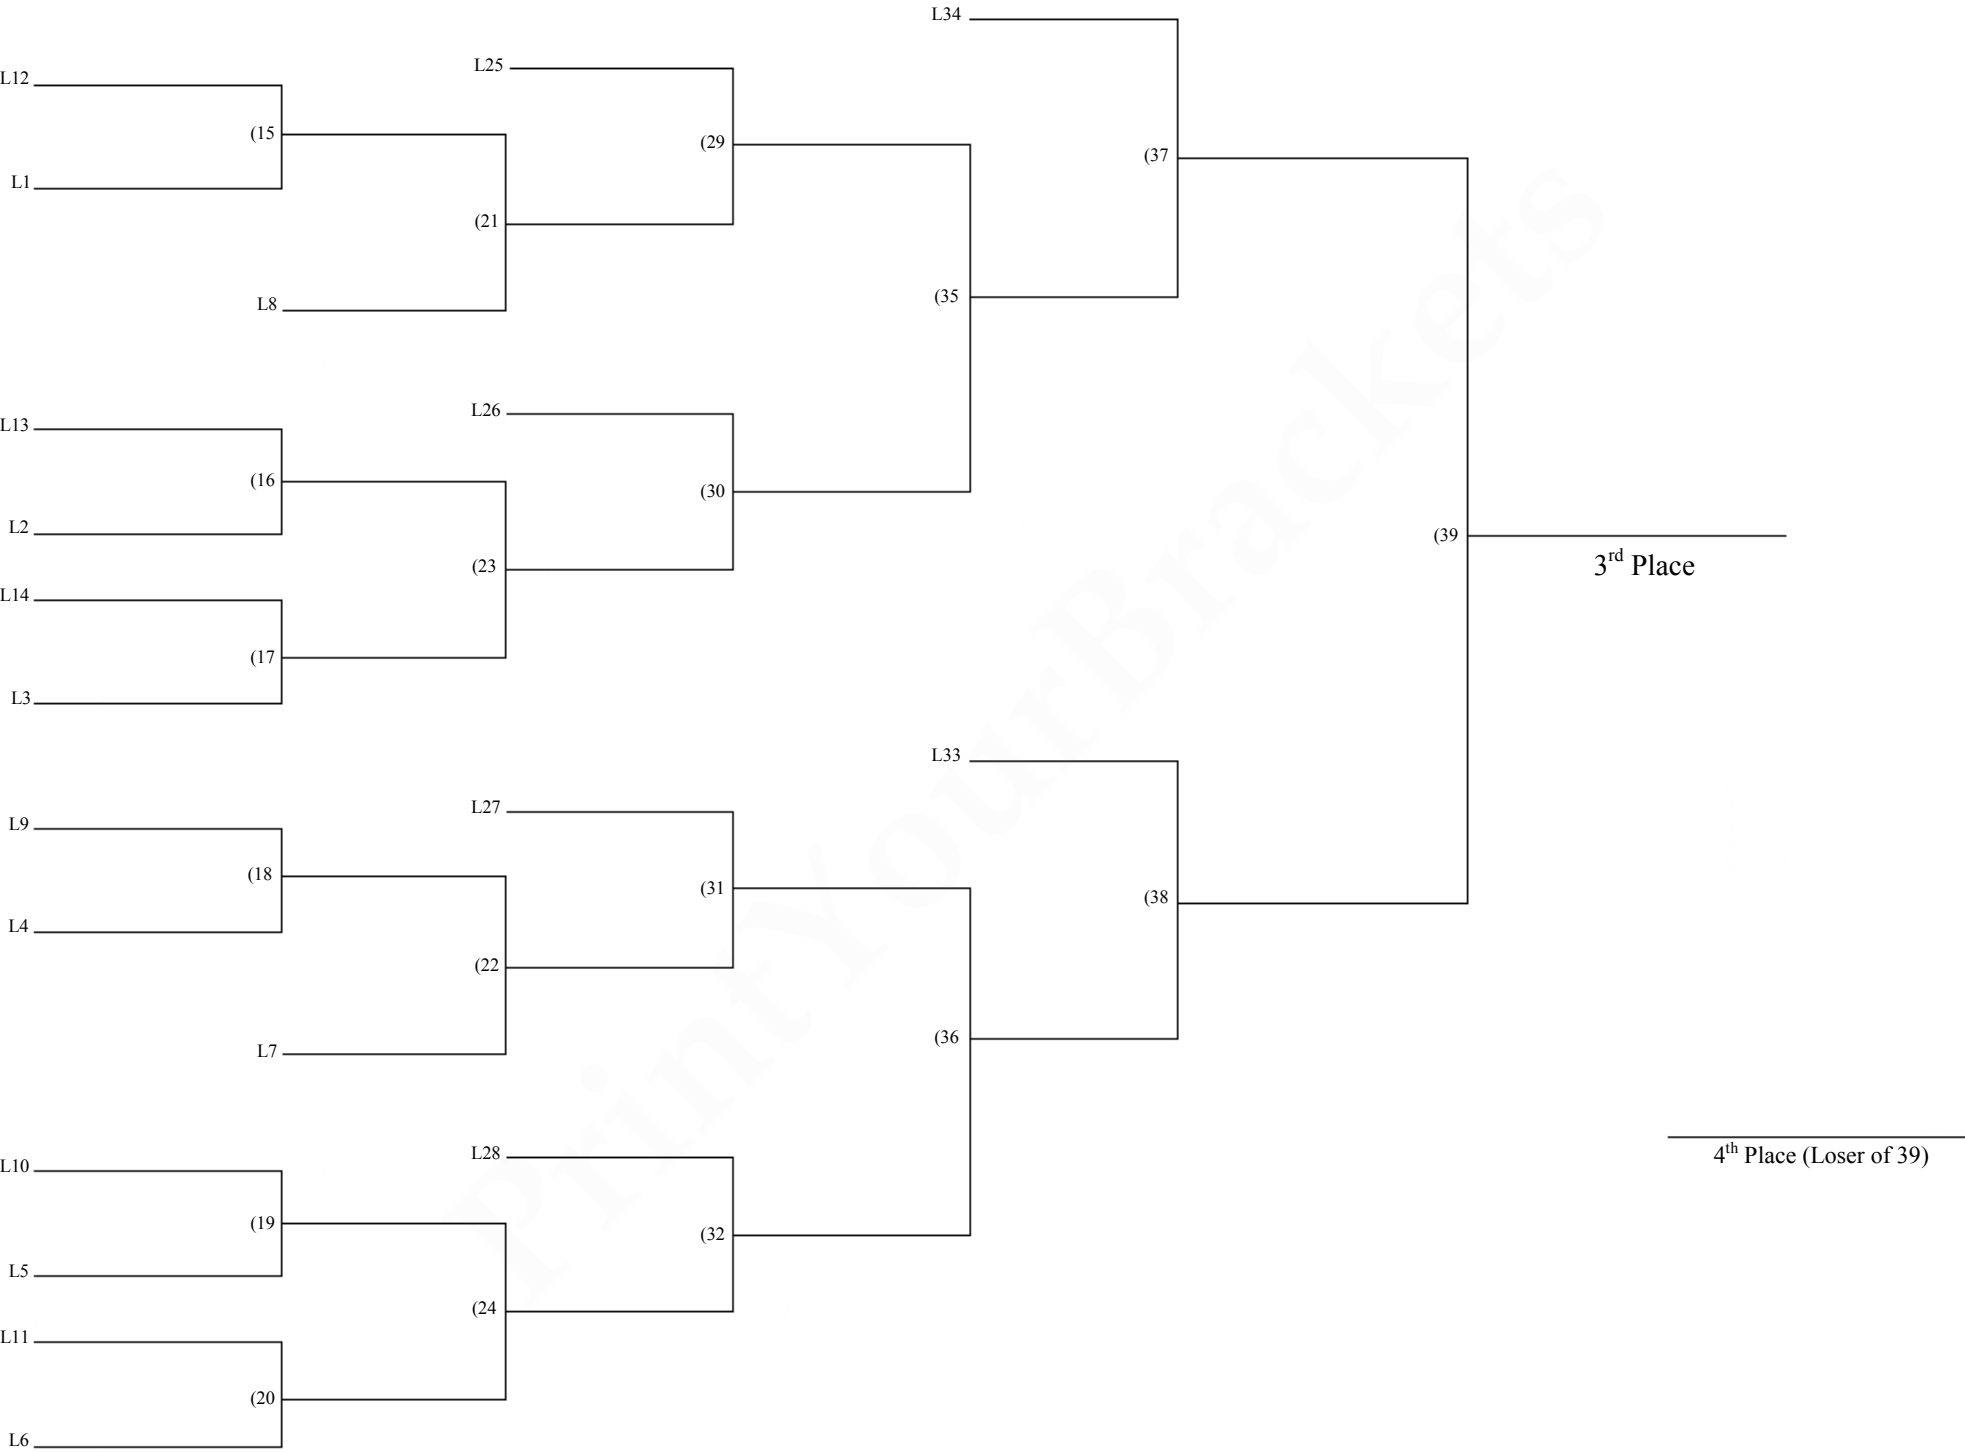 L34
L25
L12
(15
(29
(37
L1
(21
(35
L8
L26
L13
(16
(30
L2
(39
3rd Place
(23
L14
(17
L3
L33
L27
L9
(18
(31
(38
L4
(22
(36
L7
L28
4th Place (Loser of 39)
L10
(19
(32
L5
(24
L11
(20
L6
PrintYourBrackets